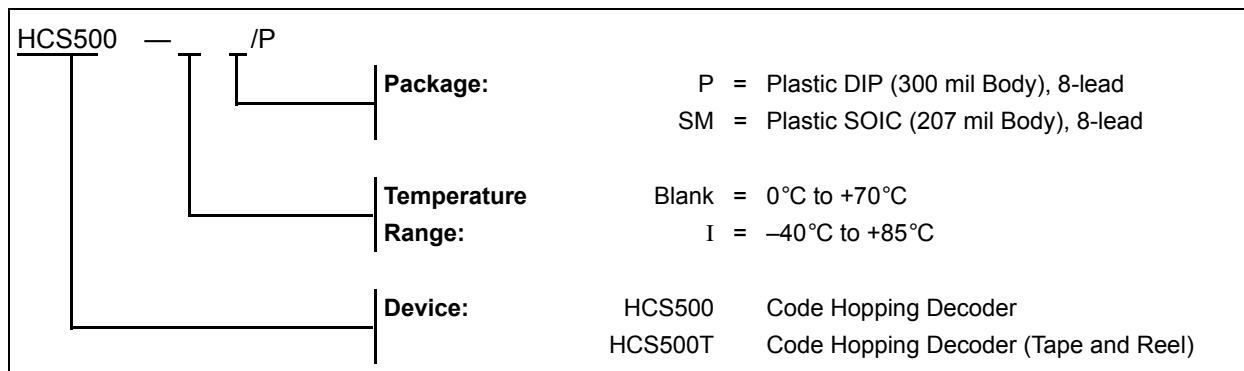 HCS500 — /P
Package: P = Plastic DIP (300 mil Body), 8-lead
SM = Plastic SOIC (207 mil Body), 8-lead
Temperature Blank = 0°C to +70°C
Range: I = –40°C to +85°C
Device: HCS500 Code Hopping Decoder
HCS500T Code Hopping Decoder (Tape and Reel)